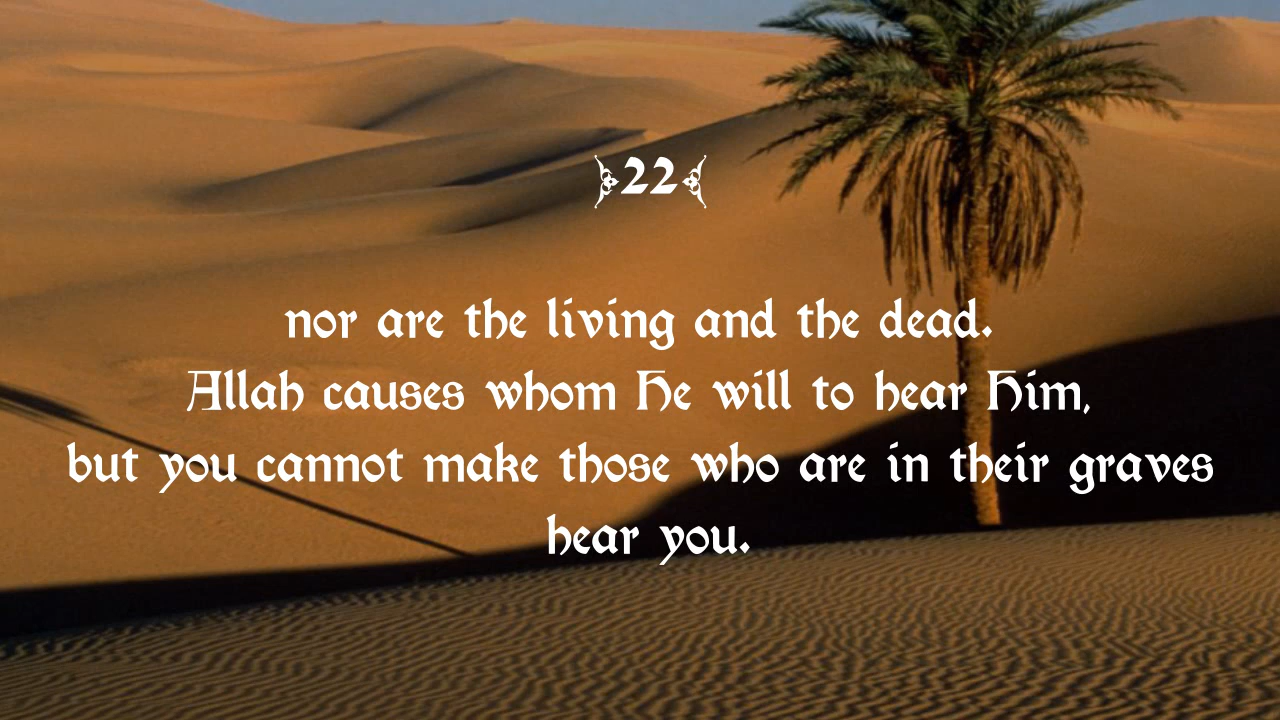 22
nor are the living and the dead.
Allah causes whom He will to hear Him,
but you cannot make those who are in their graves
hear you.